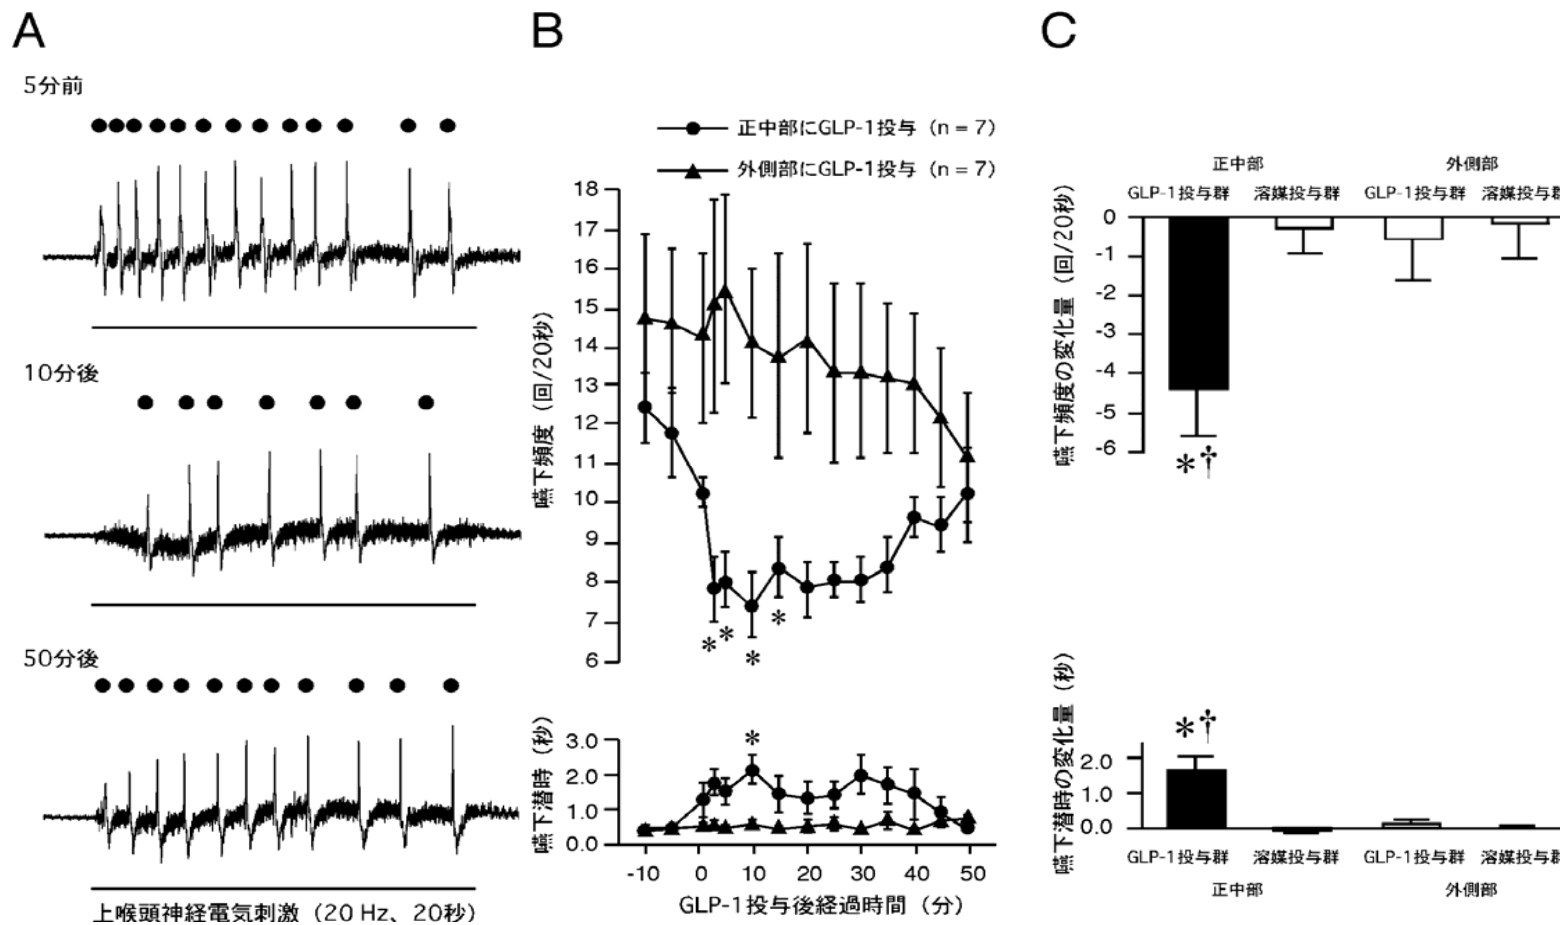 A
5分前
10分後
50分後
上喉頭神経電気刺激(20 Hz、20秒)
B
正中部にGLP-1投与(n = 7)
外側部にGLP-1投与(n = 7)
嚥下頻度(回/20秒)
18
17
16
15
14
13
12
11
10
9
8
7
6
*
*
*
*
嚥下潜時(秒)
3.0
2.0
1.0
0.0
*
-10 0 10 20 30 40 50
GLP-1投与後経過時間(分)
C
正中部 外側部
GLP-1投与群 溶媒投与群 GLP-1投与群 溶媒投与群
嚥下頻度の変化量(回/20秒)
0
-1
-2
-3
-4
-5
-6
*†
嚥下潜時の変化量(秒)
*†
2.0
1.0
0.0
GLP-1投与群 溶媒投与群 GLP-1投与群 溶媒投与群
正中部 外側部